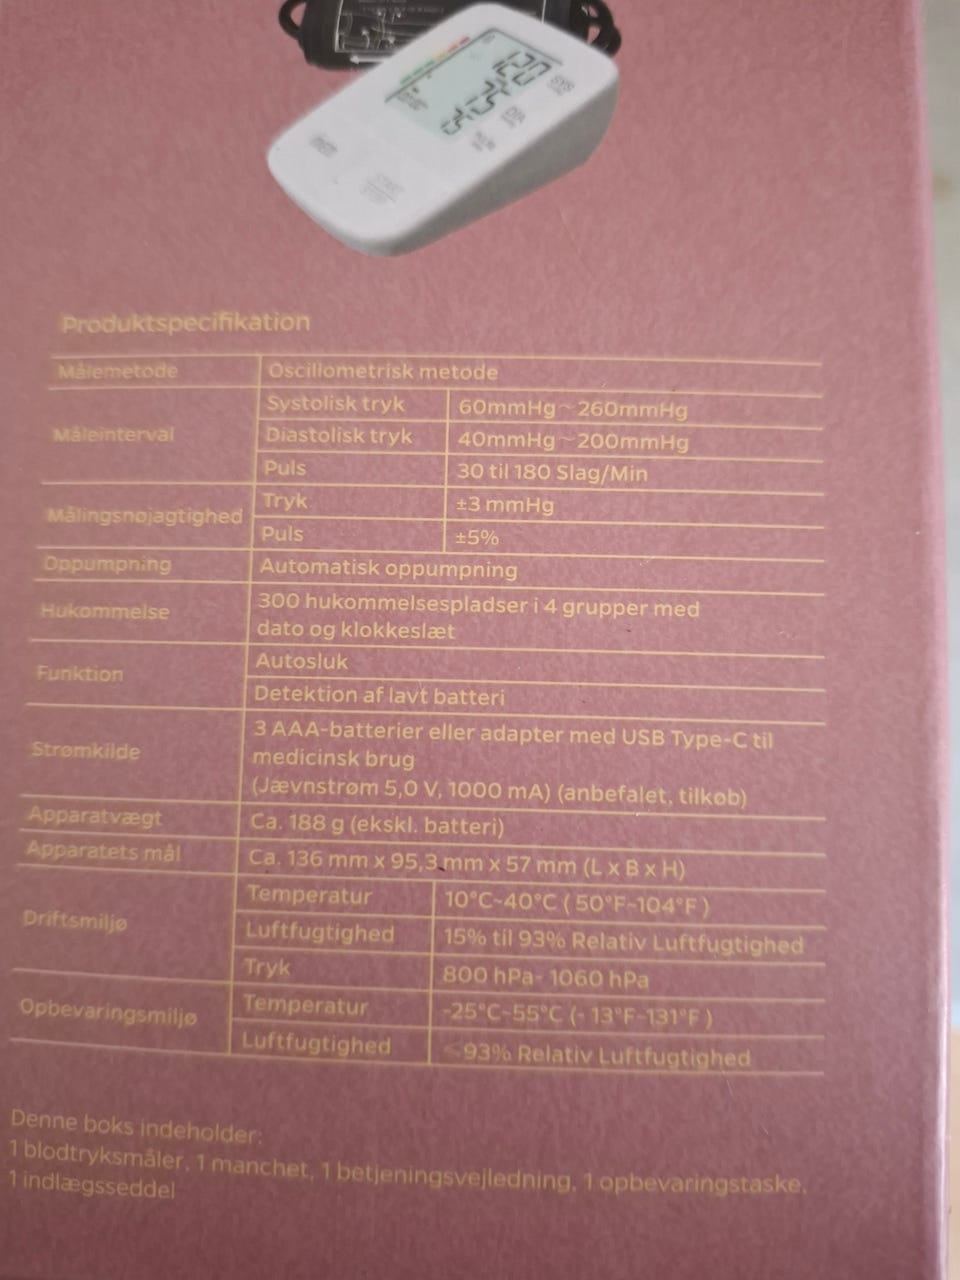 120
SYS
75
DIA
75
Produktspecifikation
Målemetode Oscillometrisk metode
Måleinterval Systolisk tryk 60mmHg~260mmHg
Diastolisk tryk 40mmHg~200mmHg
Puls 30 til 180 Slag/Min
Målingsnøjagtighed Tryk ±3 mmHg
Puls ±5%
Oppumpning Automatisk oppumpning
Hukommelse 300 hukommelsespladser i 4 grupper med
dato og klokkeslæt
Funktion Autosluk
Detektion af lavt batteri
Strømkilde 3 AAA-batterier eller adapter med USB Type-C til
medicinsk brug
(Jævnstrøm 5,0 V, 1000 mA) (anbefalet, tilkøb)
Apparatvægt Ca. 188 g (ekskl. batteri)
Apparatets mål Ca. 136 mm x 95,3 mm x 57 mm (L x B x H)
Driftsmiljø Temperatur 10°C~40°C ( 50°F~104°F )
Luftfugtighed 15% til 93% Relativ Luftfugtighed
Tryk 800 hPa- 1060 hPa
Opbevaringsmiljø Temperatur -25°C~55°C (- 13°F~131°F )
Luftfugtighed ≤93% Relativ Luftfugtighed
Denne boks indeholder:
1 blodtryksmåler, 1 manchet, 1 betjeningsvejledning, 1 opbevaringstaske,
1 indlægsseddel